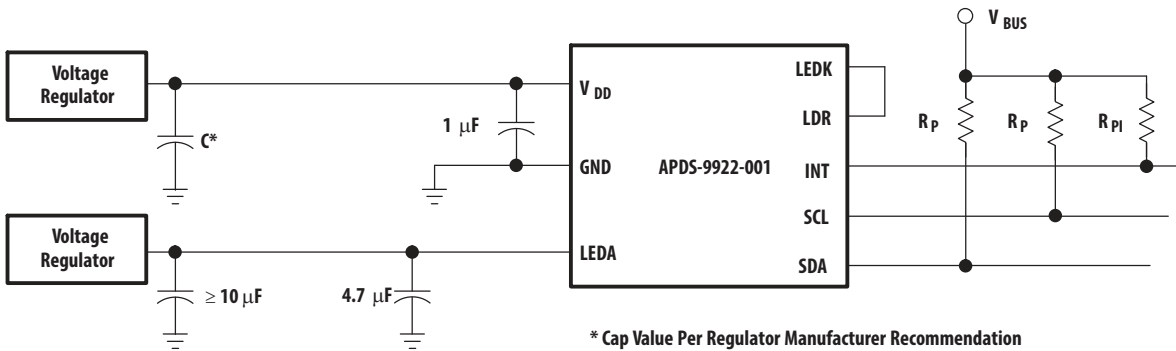 V BUS
Voltage
Regulator
V DD
LEDK
C*
1 μF
LDR
R P
R P
R PI
GND
APDS-9922-001
INT
SCL
Voltage
Regulator
LEDA
SDA
≥ 10 μF
4.7 μF
* Cap Value Per Regulator Manufacturer Recommendation